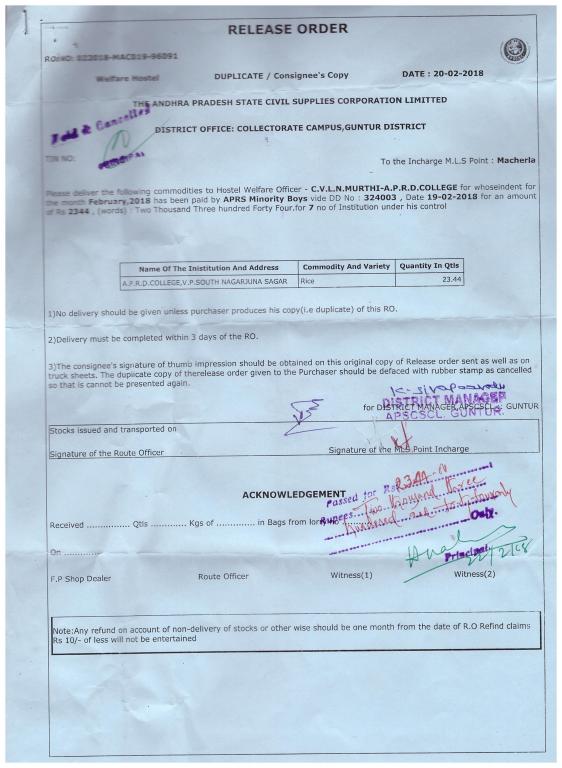 RELEASE ORDER
RO:NO: 022018-MAC019-96091
Welfare Hostel
DUPLICATE / Consignee's Copy
DATE : 20-02-2018
THE ANDHRA PRADESH STATE CIVIL SUPPLIES CORPORATION LIMITTED
& Cancelled
DISTRICT OFFICE: COLLECTORATE CAMPUS,GUNTUR DISTRICT
PRINCIPAL
TIN NO:
To the Incharge M.L.S Point : Macherla
Please deliver the following commodities to Hostel Welfare Officer - C.V.L.N.MURTHI-A.P.R.D.COLLEGE for whoseindent for
the month February,2018 has been paid by APRS Minority Boys vide DD No : 324003 , Date 19-02-2018 for an amount
of Rs 2344 , (words) : Two Thousand Three hundred Forty Four.for 7 no of Institution under his control
Name Of The Inistitution And Address Commodity And Variety Quantity In Qtls
A.P.R.D.COLLEGE,V.P.SOUTH NAGARJUNA SAGAR Rice 23.44
1)No delivery should be given unless purchaser produces his copy(i.e duplicate) of this RO.
2)Delivery must be completed within 3 days of the RO.
3)The consignee's signature of thumb impression should be obtained on this original copy of Release order sent as well as on
truck sheets. The duplicate copy of therelease order given to the Purchaser should be defaced with rubber stamp as cancelled
so that is cannot be presented again.
DISTRICT MANAGER
for DISTRICT MANAGER,APSCSCL., GUNTUR
APSCSCL. GUNTUR.
Stocks issued and transported on
Signature of the Route Officer
Signature of the MLS Point Incharge
Passed for Rs. 2344-00
ACKNOWLEDGEMENT
Rupees Two thousand three
hundred and forty four only
Received ................ Qtls ............. Kgs of .............. in Bags from lorry
Only.
On ............
Principal
22/2/18
F.P Shop Dealer
Route Officer
Witness(1)
Witness(2)
Note:Any refund on account of non-delivery of stocks or other wise should be one month from the date of R.O Refind claims
Rs 10/- of less will not be entertained